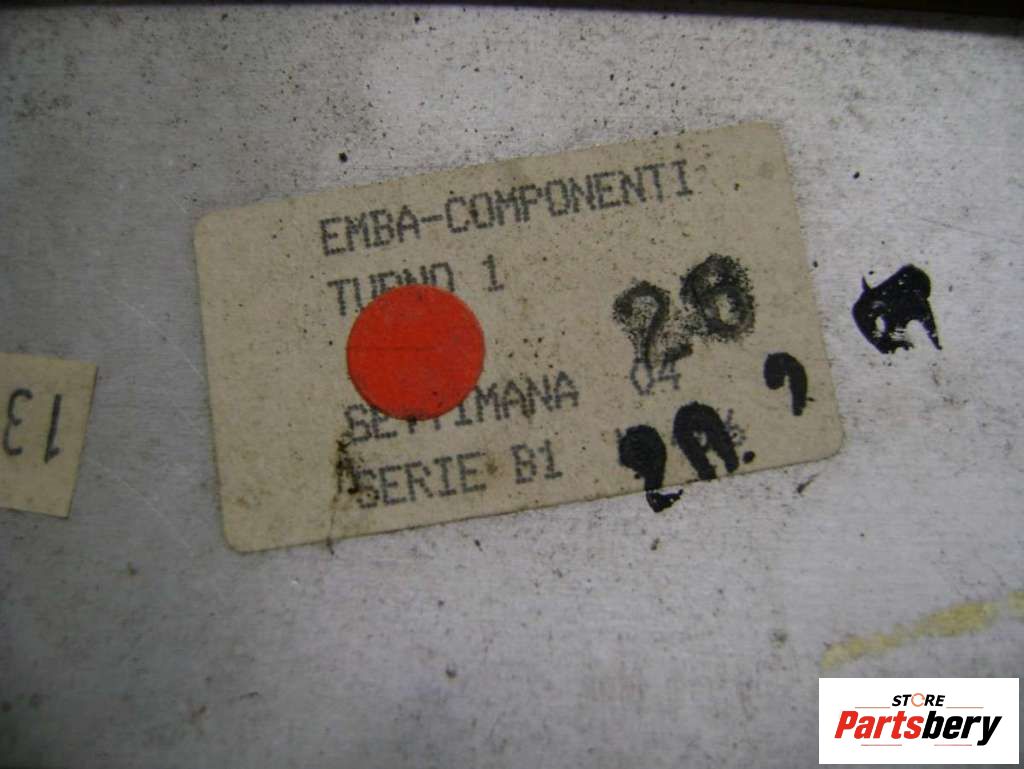 EMBA-COMPONENTI
TURNO 1
26
SETTIMANA 04
SERIE B1
13
STORE
Partsbery